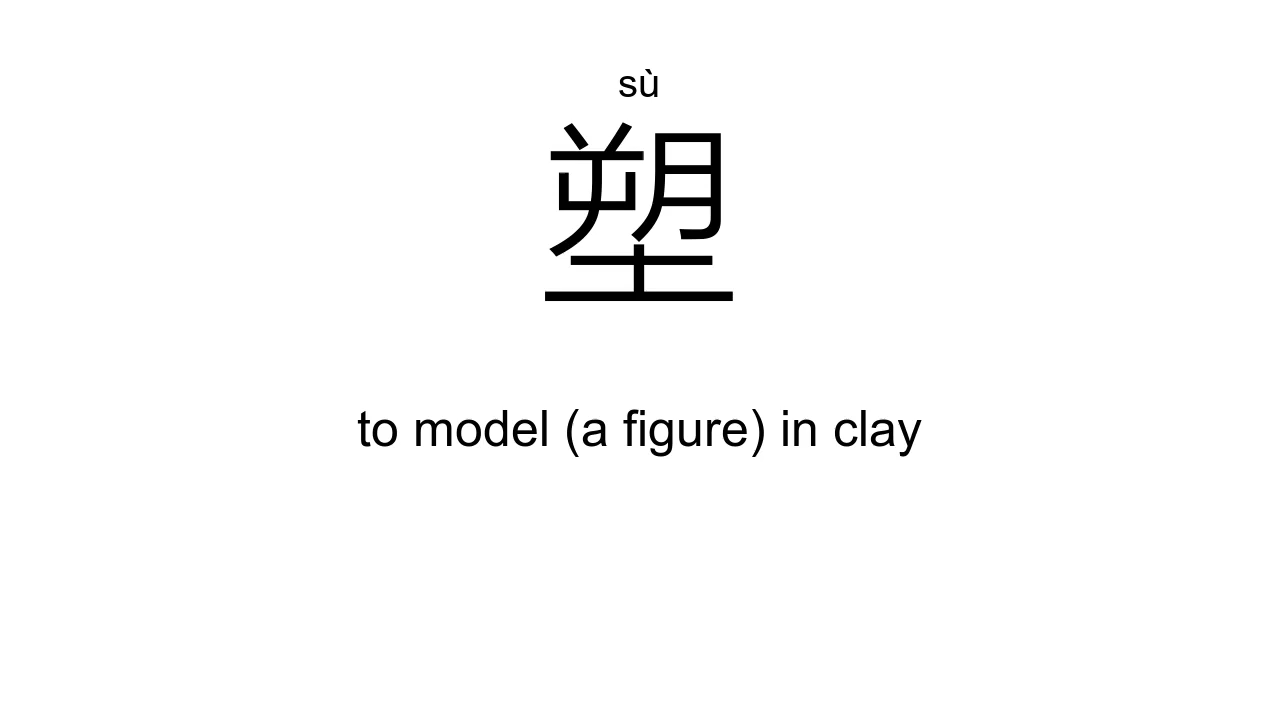 sù
塑
to model (a figure) in clay